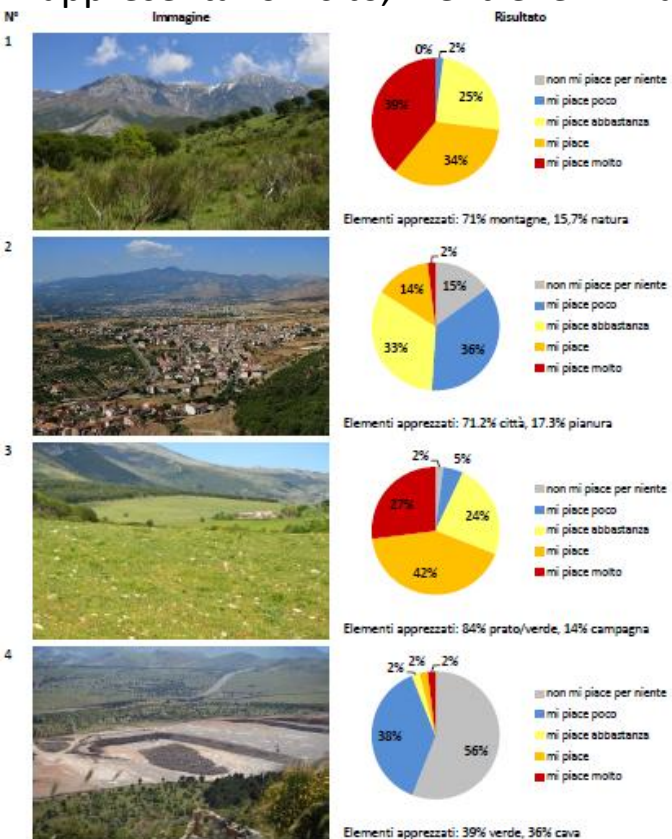 N° Immagine Risultato
1
0% 2%
25%
34%
39%
non mi piace per niente
mi piace poco
mi piace abbastanza
mi piace
mi piace molto
Elementi apprezzati: 71% montagne, 15,7% natura
2
2%
15%
36%
33%
14%
non mi piace per niente
mi piace poco
mi piace abbastanza
mi piace
mi piace molto
Elementi apprezzati: 71.2% città, 17.3% pianura
3
2% 5%
24%
42%
27%
non mi piace per niente
mi piace poco
mi piace abbastanza
mi piace
mi piace molto
Elementi apprezzati: 84% prato/verde, 14% campagna
4
2% 2% 2%
38%
56%
non mi piace per niente
mi piace poco
mi piace abbastanza
mi piace
mi piace molto
Elementi apprezzati: 39% verde, 36% cava